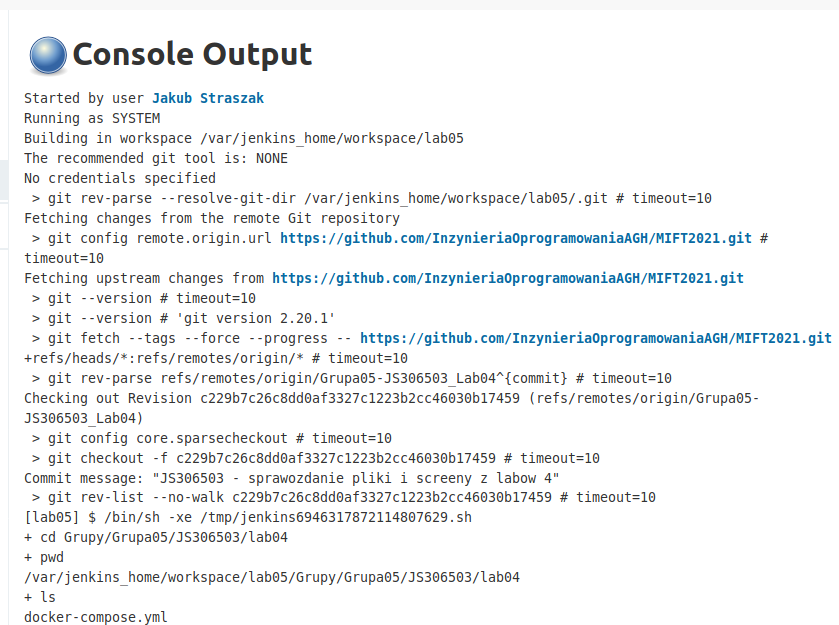 Console Output
Started by user Jakub Straszak
Running as SYSTEM
Building in workspace /var/jenkins_home/workspace/lab05
The recommended git tool is: NONE
No credentials specified
 > git rev-parse --resolve-git-dir /var/jenkins_home/workspace/lab05/.git # timeout=10
Fetching changes from the remote Git repository
 > git config remote.origin.url https://github.com/InzynieriaOprogramowaniaAGH/MIFT2021.git #
timeout=10
Fetching upstream changes from https://github.com/InzynieriaOprogramowaniaAGH/MIFT2021.git
 > git --version # timeout=10
 > git --version # 'git version 2.20.1'
 > git fetch --tags --force --progress -- https://github.com/InzynieriaOprogramowaniaAGH/MIFT2021.git
+refs/heads/*:refs/remotes/origin/* # timeout=10
 > git rev-parse refs/remotes/origin/Grupa05-JS306503_Lab04^{commit} # timeout=10
Checking out Revision c229b7c26c8dd0af3327c1223b2cc46030b17459 (refs/remotes/origin/Grupa05-
JS306503_Lab04)
 > git config core.sparsecheckout # timeout=10
 > git checkout -f c229b7c26c8dd0af3327c1223b2cc46030b17459 # timeout=10
Commit message: "JS306503 - sprawozdanie pliki i screeny z labow 4"
 > git rev-list --no-walk c229b7c26c8dd0af3327c1223b2cc46030b17459 # timeout=10
[lab05] $ /bin/sh -xe /tmp/jenkins6946317872114807629.sh
+ cd Grupy/Grupa05/JS306503/lab04
+ pwd
/var/jenkins_home/workspace/lab05/Grupy/Grupa05/JS306503/lab04
+ ls
docker-compose.yml